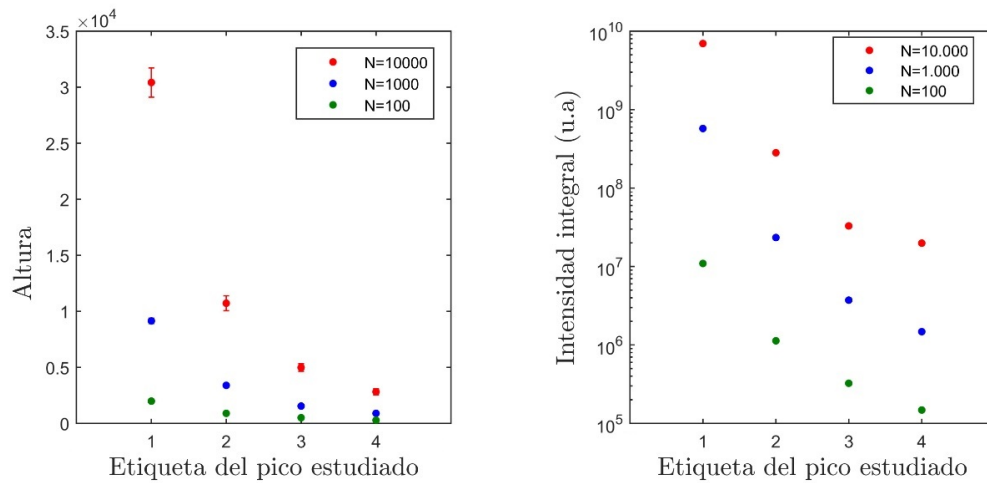 ×10⁴
3.5
3
2.5
2
1.5
1
0.5
0
N=10000
N=1000
N=100
Altura
1 2 3 4
Etiqueta del pico estudiado
10¹⁰
10⁹
10⁸
10⁷
10⁶
10⁵
N=10.000
N=1.000
N=100
Intensidad integral (u.a)
1 2 3 4
Etiqueta del pico estudiado